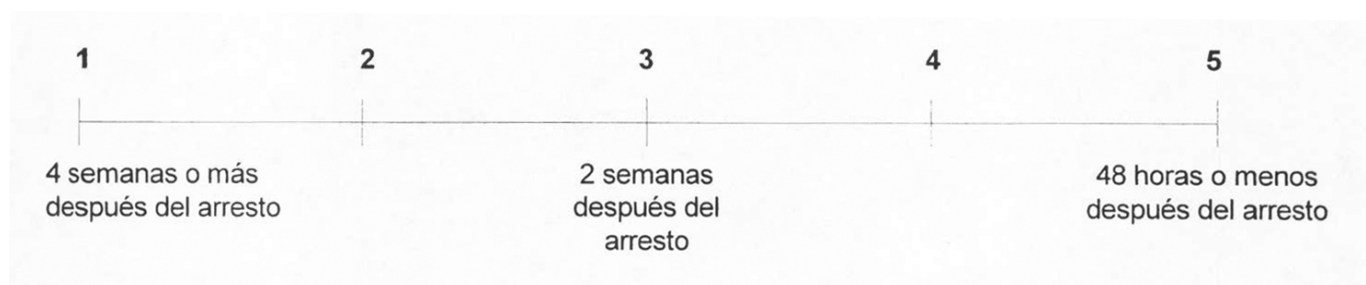 1 2 3 4 5
4 semanas o más
después del arresto
2 semanas
después del
arresto
48 horas o menos
después del arresto